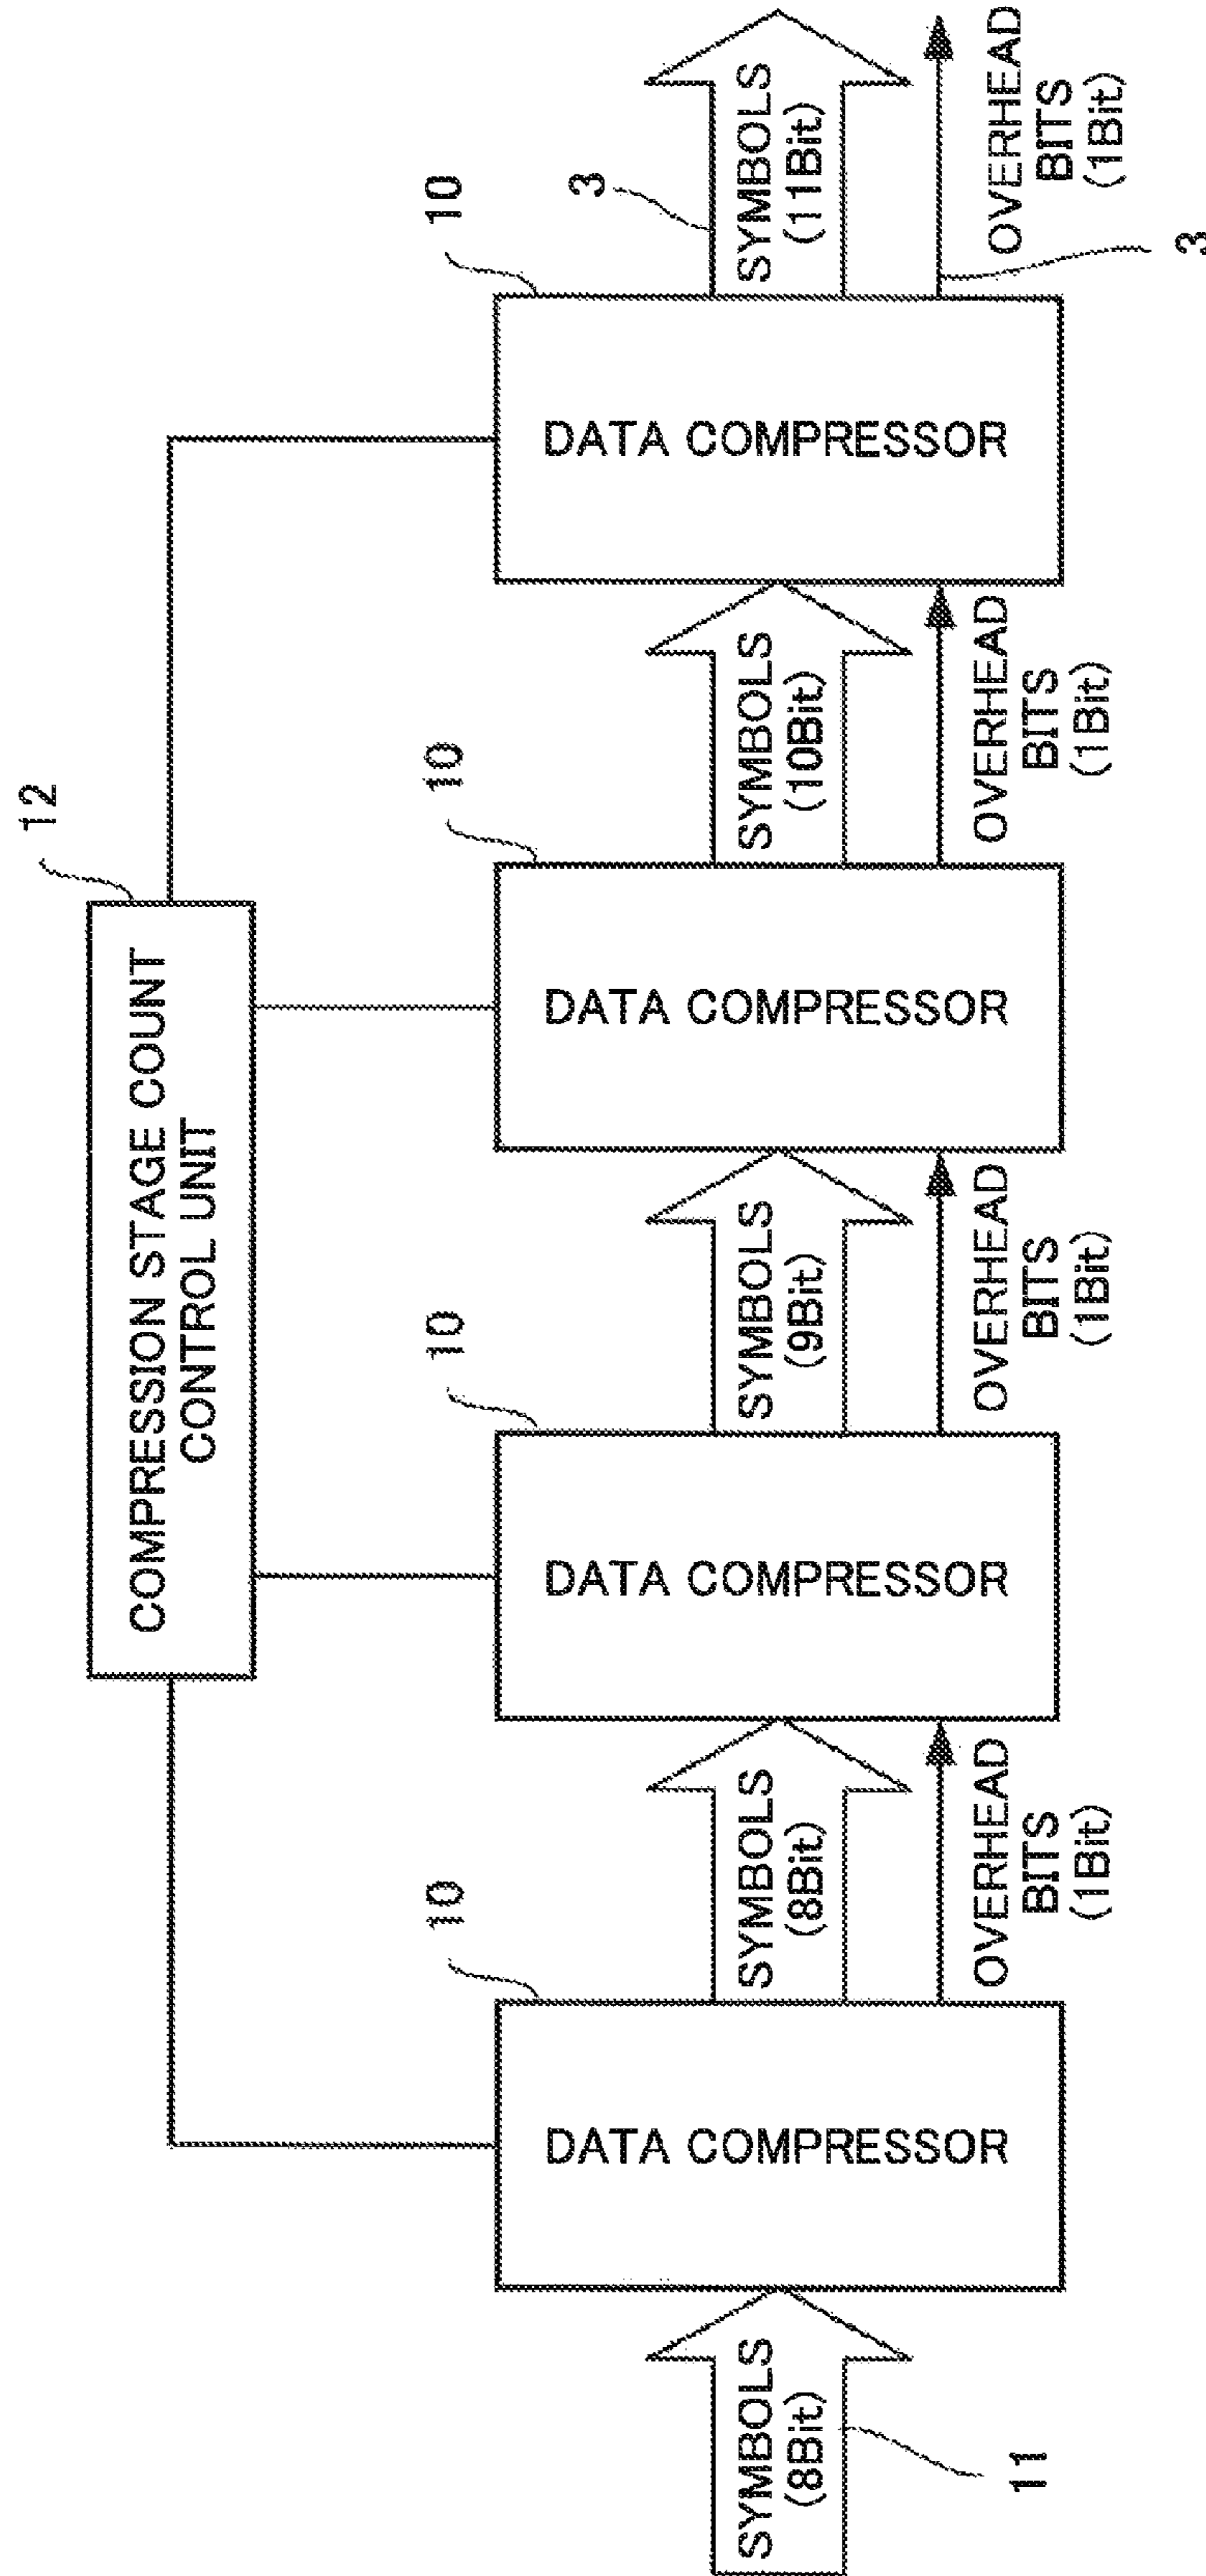 12
COMPRESSION STAGE COUNT
CONTROL UNIT
10
10
10
10
3
DATA COMPRESSOR
DATA COMPRESSOR
DATA COMPRESSOR
DATA COMPRESSOR
SYMBOLS
(8Bit)
SYMBOLS
(8Bit)
SYMBOLS
(9Bit)
SYMBOLS
(10Bit)
SYMBOLS
(11Bit)
11
OVERHEAD
BITS
(1Bit)
OVERHEAD
BITS
(1Bit)
OVERHEAD
BITS
(1Bit)
OVERHEAD
BITS
(1Bit)
3